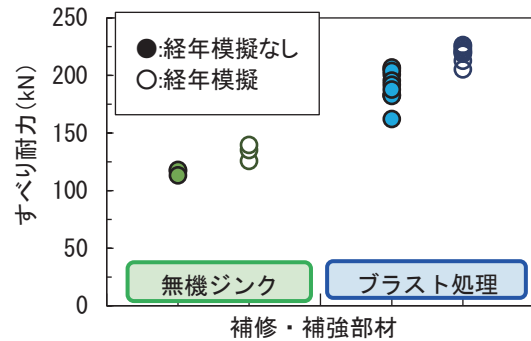 ●:経年模擬なし
○:経年模擬
すべり耐力(kN)
250
200
150
100
50
0
無機ジンク
ブラスト処理
補修・補強部材